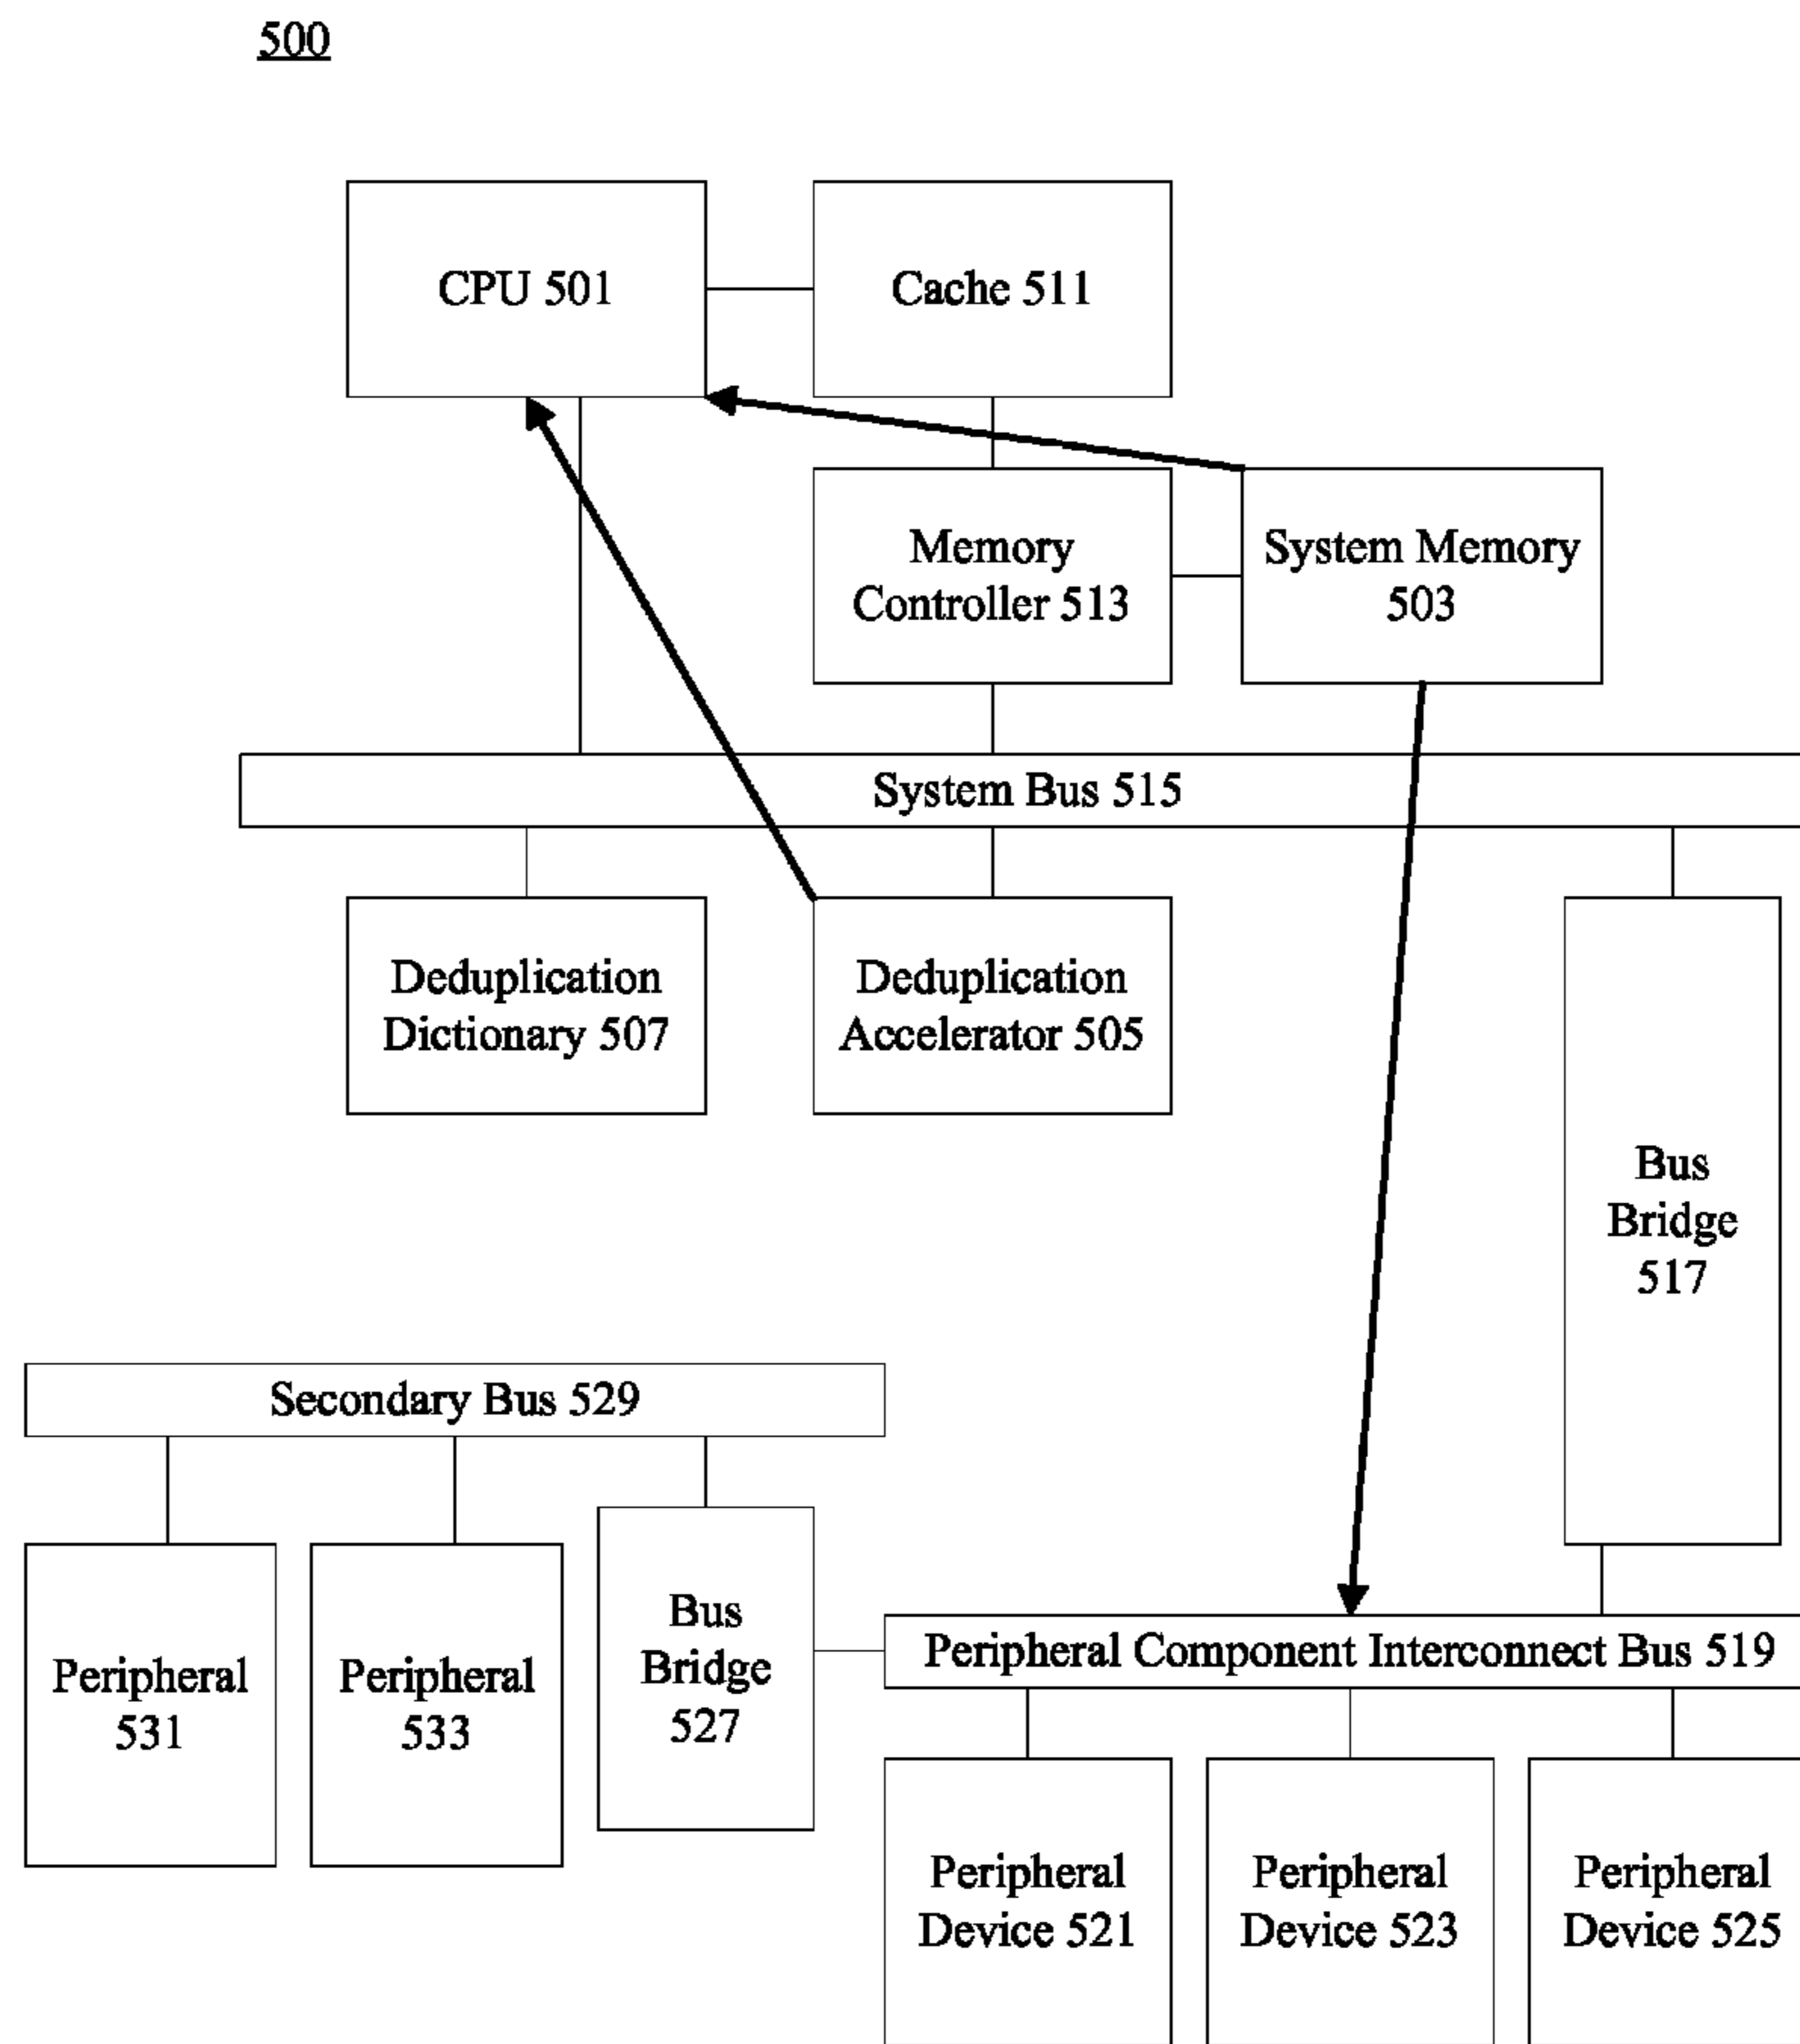 500
CPU 501
Cache 511
Memory
Controller 513
System Memory
503
System Bus 515
Deduplication
Dictionary 507
Deduplication
Accelerator 505
Bus
Bridge
517
Secondary Bus 529
Peripheral
531
Peripheral
533
Bus
Bridge
527
Peripheral Component Interconnect Bus 519
Peripheral
Device 521
Peripheral
Device 523
Peripheral
Device 525